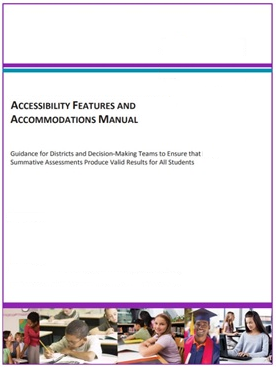 ACCESSIBILITY FEATURES AND
ACCOMMODATIONS MANUAL
Guidance for Districts and Decision-Making Teams to Ensure that
Summative Assessments Produce Valid Results for All Students